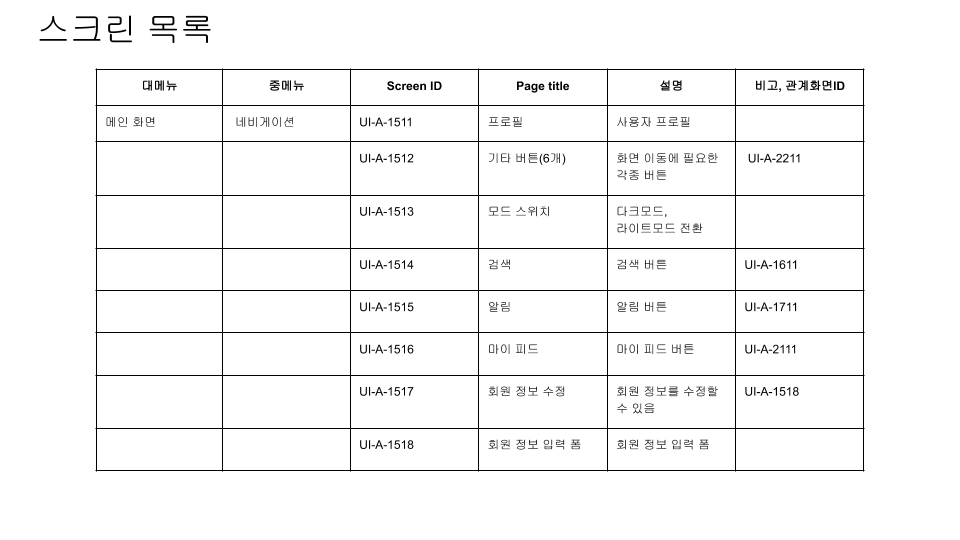 스크린 목록
대메뉴 중메뉴 Screen ID Page title 설명 비고, 관계화면ID
메인 화면 네비게이션 UI-A-1511 프로필 사용자 프로필
UI-A-1512 기타 버튼(6개) 화면 이동에 필요한 UI-A-2211
각종 버튼
UI-A-1513 모드 스위치 다크모드,
라이트모드 전환
UI-A-1514 검색 검색 버튼 UI-A-1611
UI-A-1515 알림 알림 버튼 UI-A-1711
UI-A-1516 마이 피드 마이 피드 버튼 UI-A-2111
UI-A-1517 회원 정보 수정 회원 정보를 수정할 UI-A-1518
수 있음
UI-A-1518 회원 정보 입력 폼 회원 정보 입력 폼